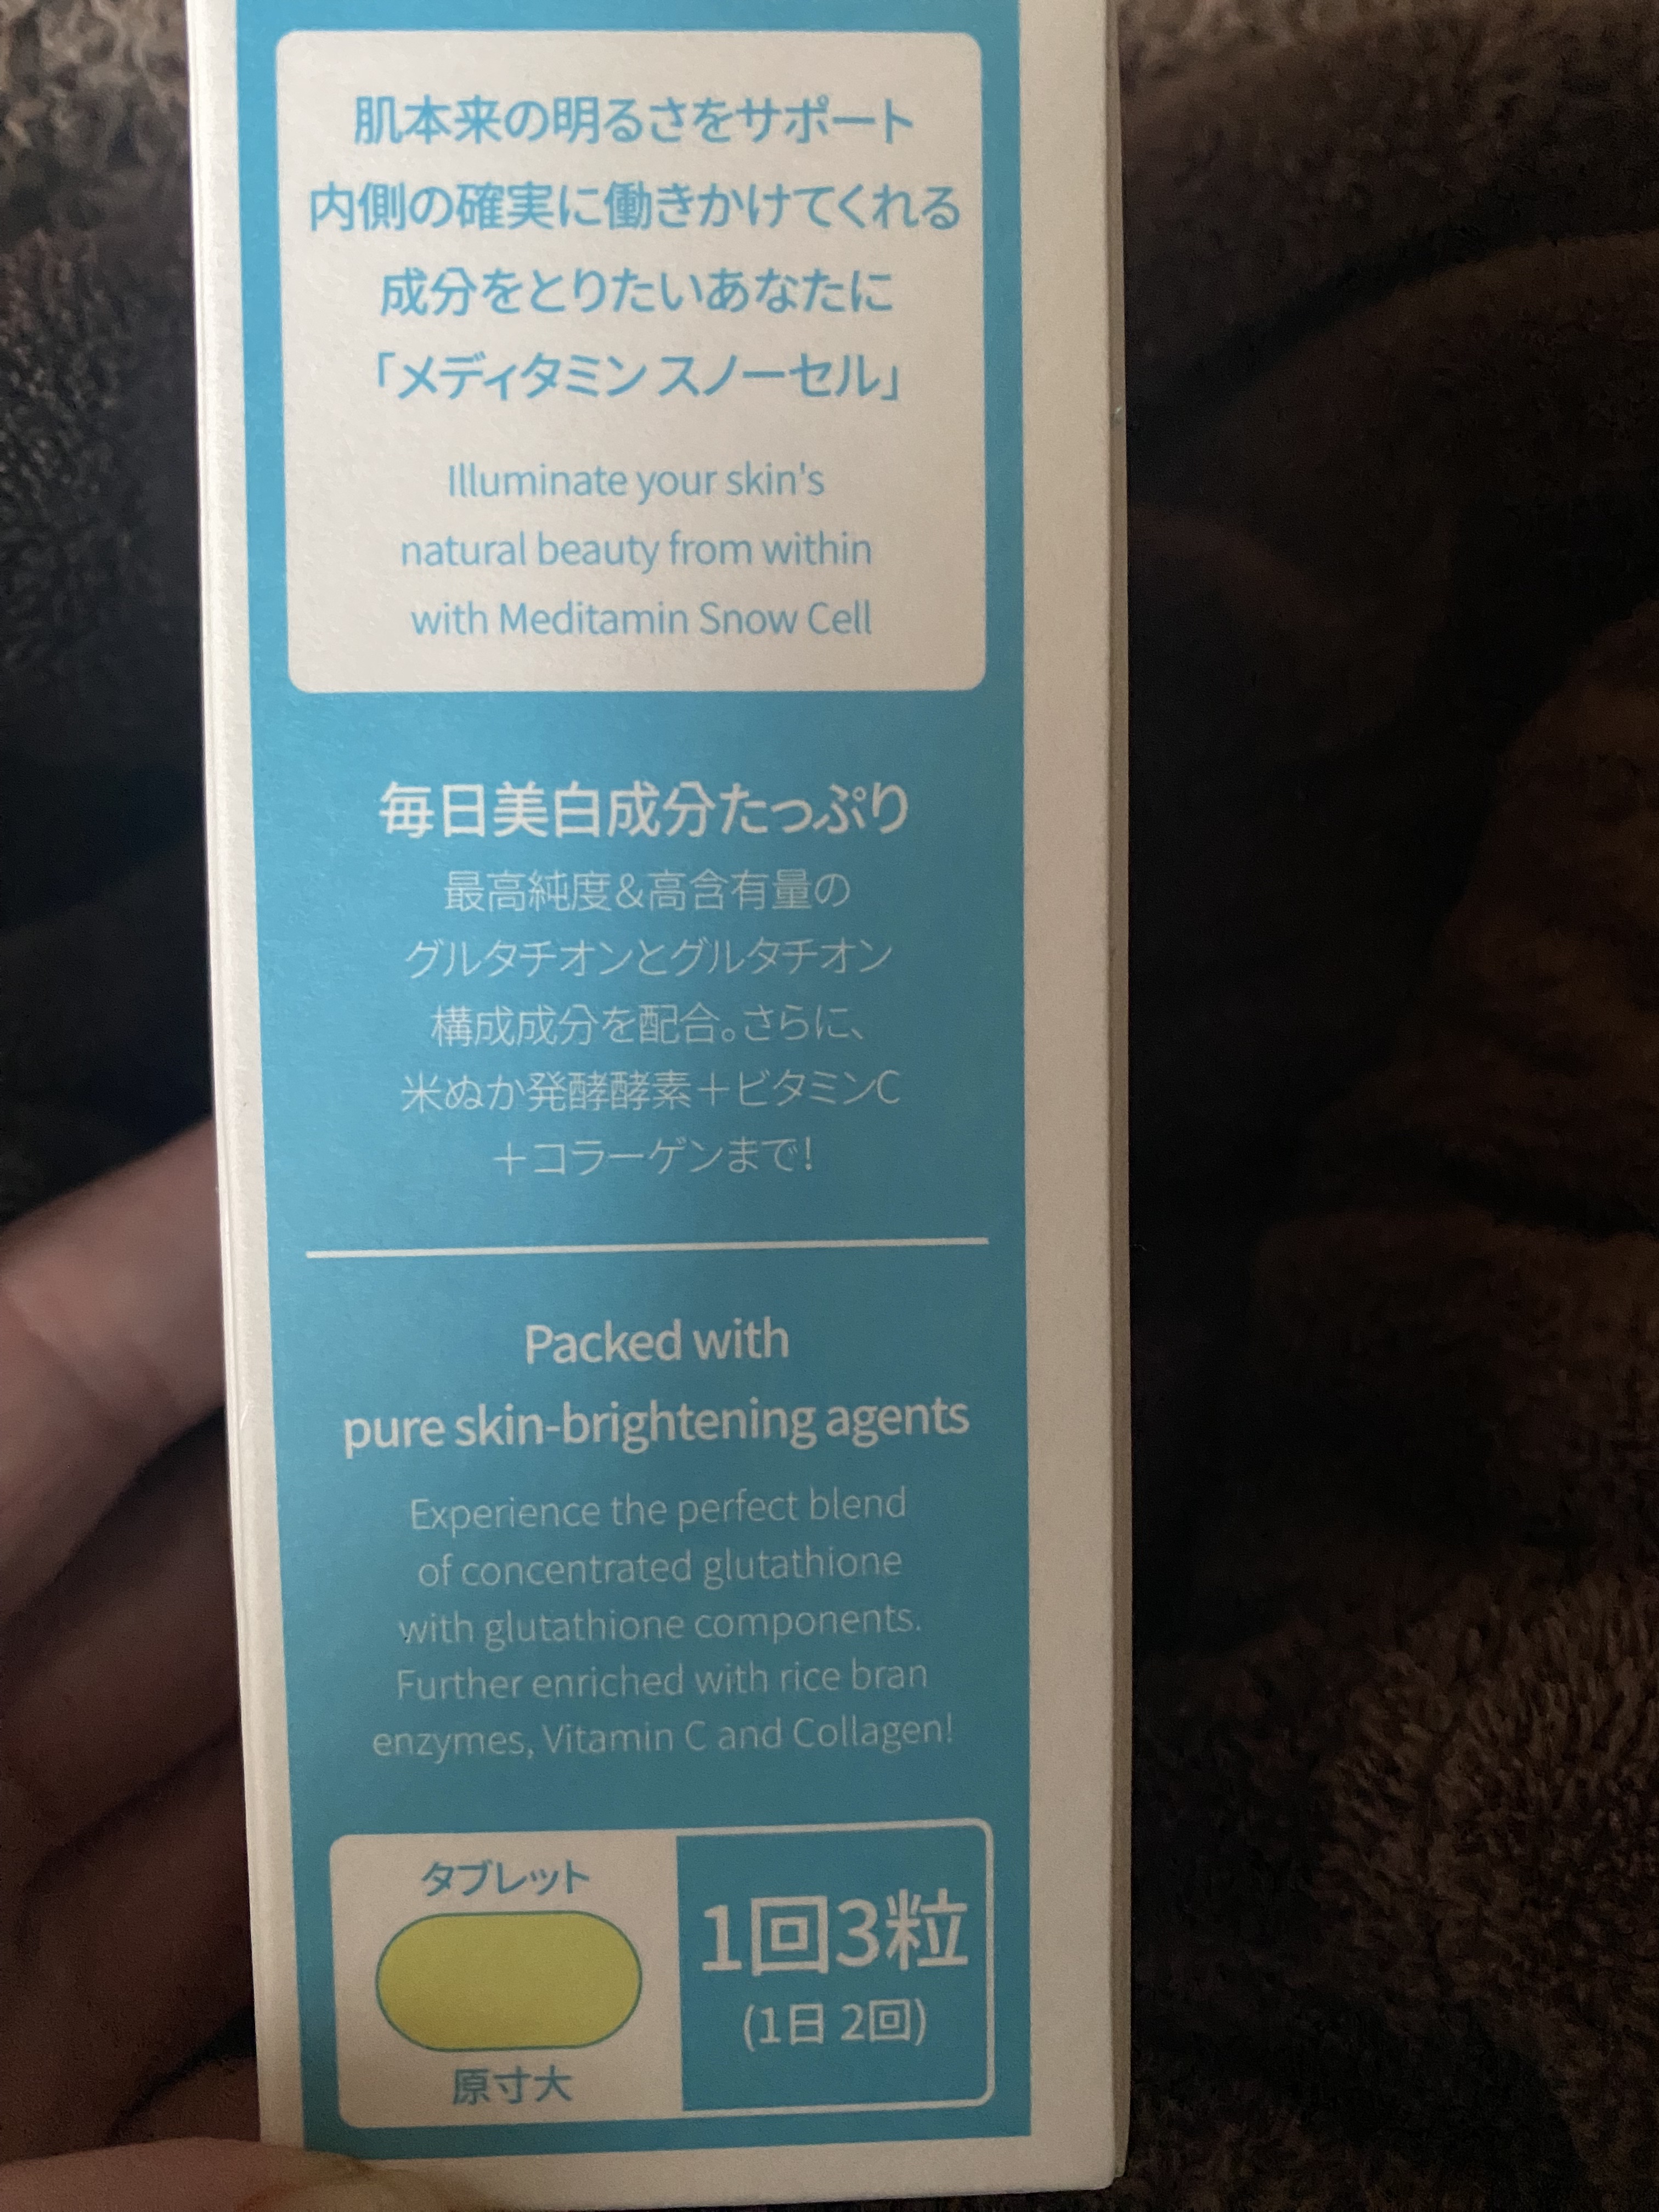 肌本来の明るさをサポート
内側の確実に働きかけてくれる
成分をとりたいあなたに
「メディタミン スノーセル」
Illuminate your skin's
natural beauty from within
with Meditamin Snow Cell
毎日美白成分たっぷり
最高純度&高含有量の
グルタチオンとグルタチオン
構成成分を配合。さらに、
米ぬか発酵酵素＋ビタミンC
＋コラーゲンまで!
Packed with
pure skin-brightening agents
Experience the perfect blend
of concentrated glutathione
with glutathione components.
Further enriched with rice bran
enzymes, Vitamin C and Collagen!
タブレット
原寸大
1回3粒
(1日 2回)